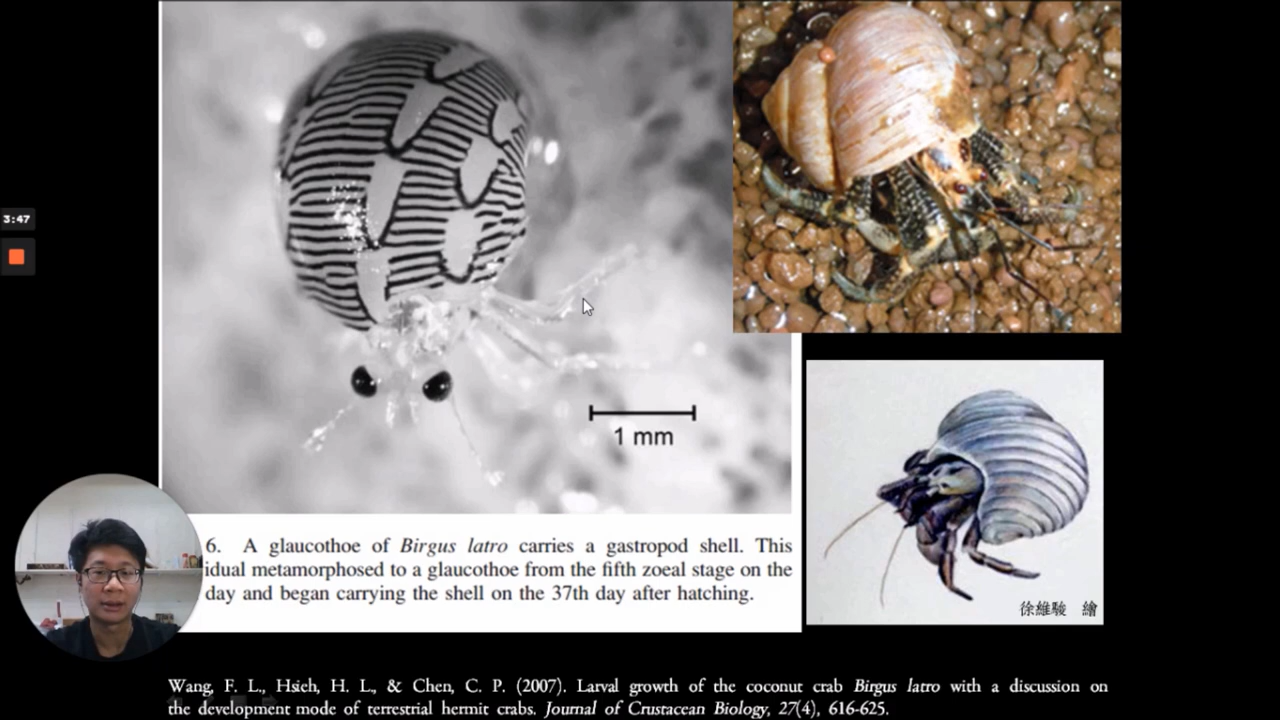 3:47
1 mm
6. A glaucothoe of Birgus latro carries a gastropod shell. This
idual metamorphosed to a glaucothoe from the fifth zoeal stage on the
day and began carrying the shell on the 37th day after hatching.
徐維駿 繪
Wang, F. L., Hsieh, H. L., & Chen, C. P. (2007). Larval growth of the coconut crab Birgus latro with a discussion on
the development mode of terrestrial hermit crabs. Journal of Crustacean Biology, 27(4), 616-625.